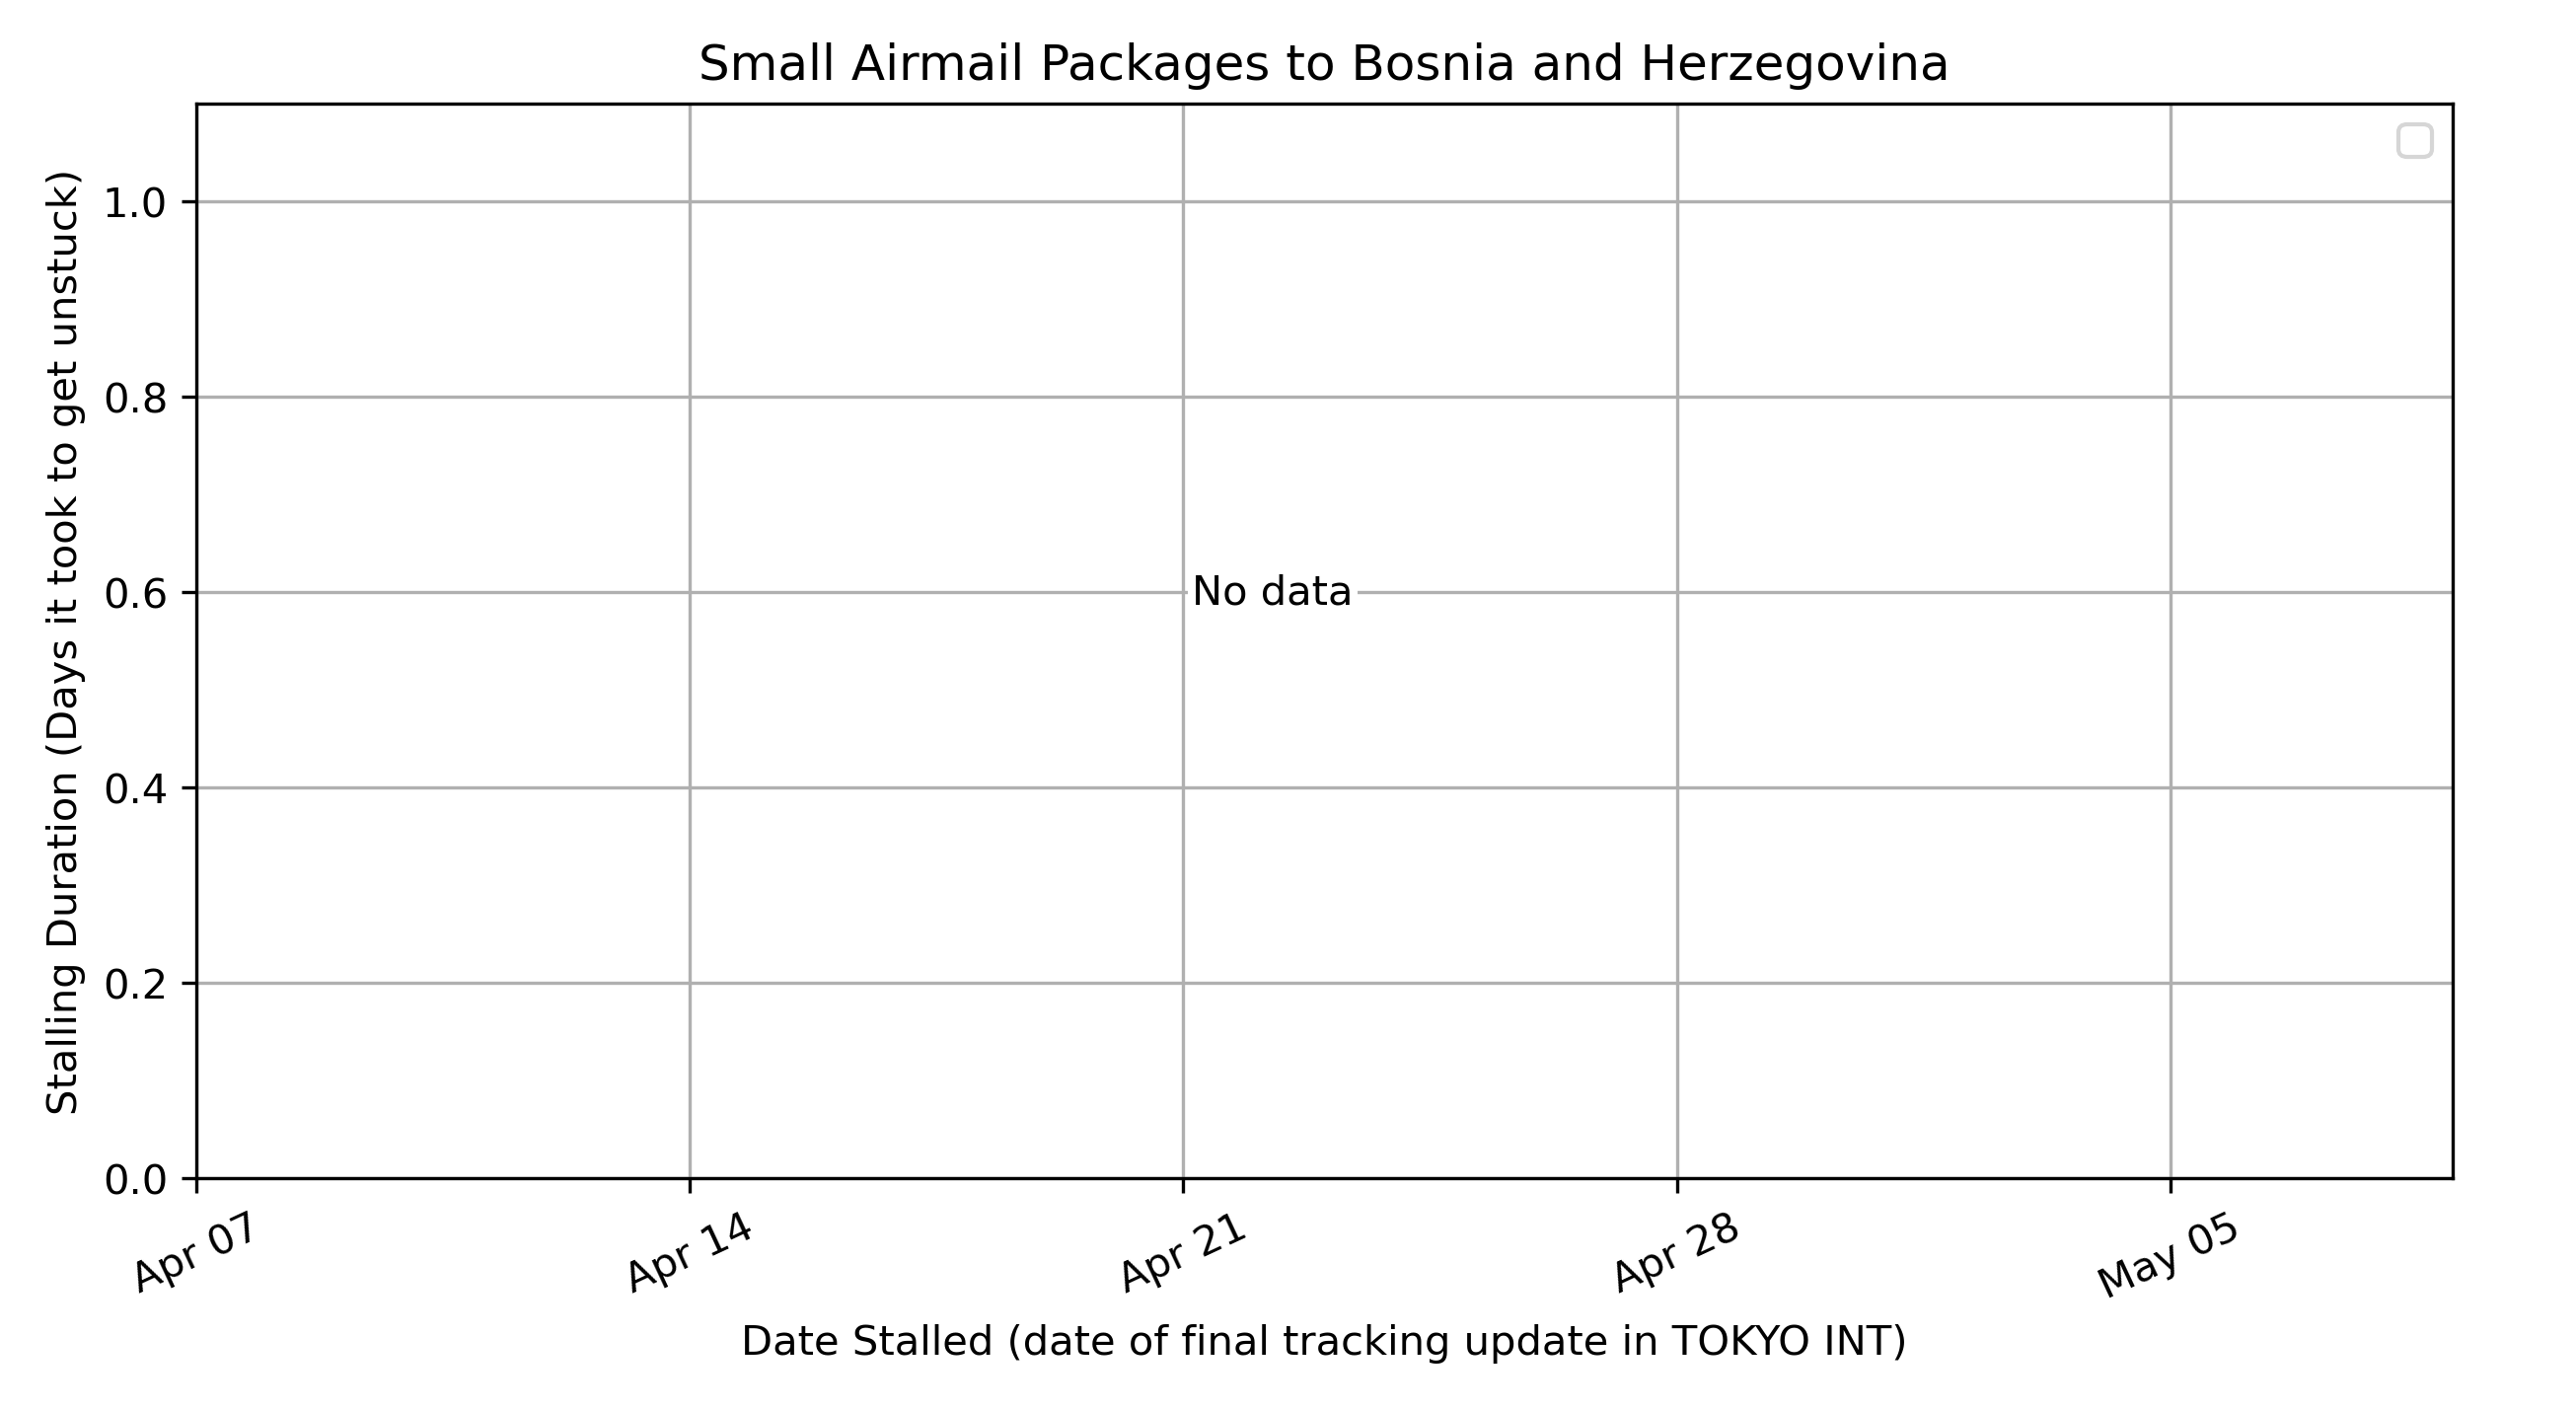 Small Airmail Packages to Bosnia and Herzegovina
Stalling Duration (Days it took to get unstuck)
1.0
0.8
0.6
0.4
0.2
0.0
No data
Apr 07
Apr 14
Apr 21
Apr 28
May 05
Date Stalled (date of final tracking update in TOKYO INT)